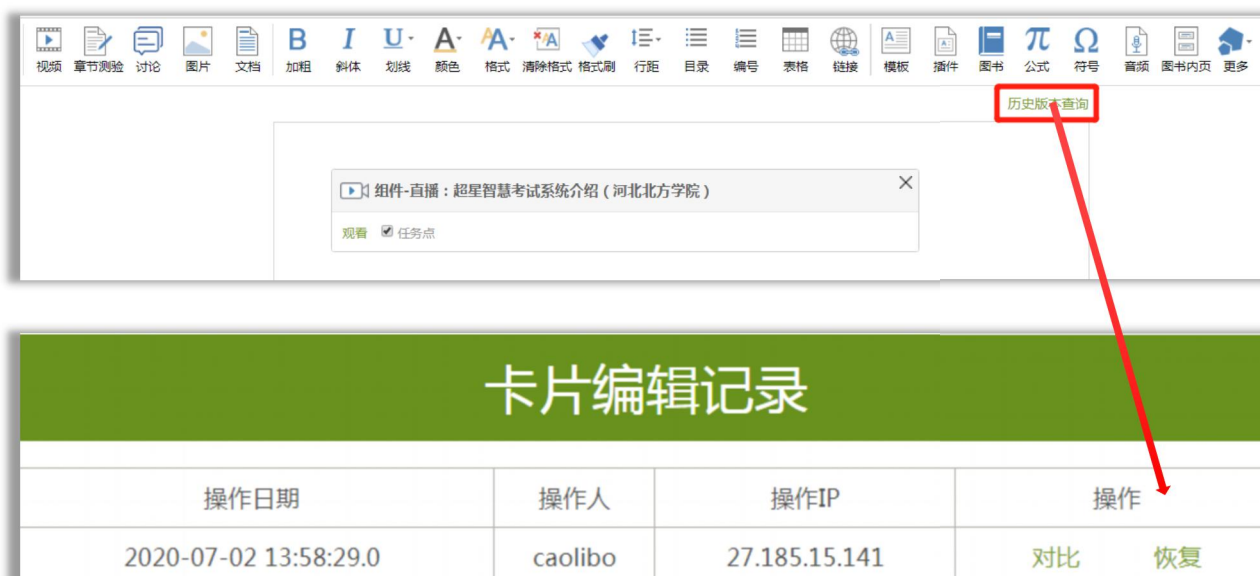 视频 章节测验 讨论 图片 文档 B 加粗 I 斜体 U 划线 A 颜色 AA 格式 A 清除格式 格式刷 行距 目录 编号 表格 链接 A 模板 A 插件 图书 π 公式 Ω 符号 音频 图书内页 更多
历史版本查询
组件-直播:超星智慧考试系统介绍(河北北方学院)
观看 任务点
卡片编辑记录
操作日期 操作人 操作IP 操作
2020-07-02 13:58:29.0 caolibo 27.185.15.141 对比 恢复